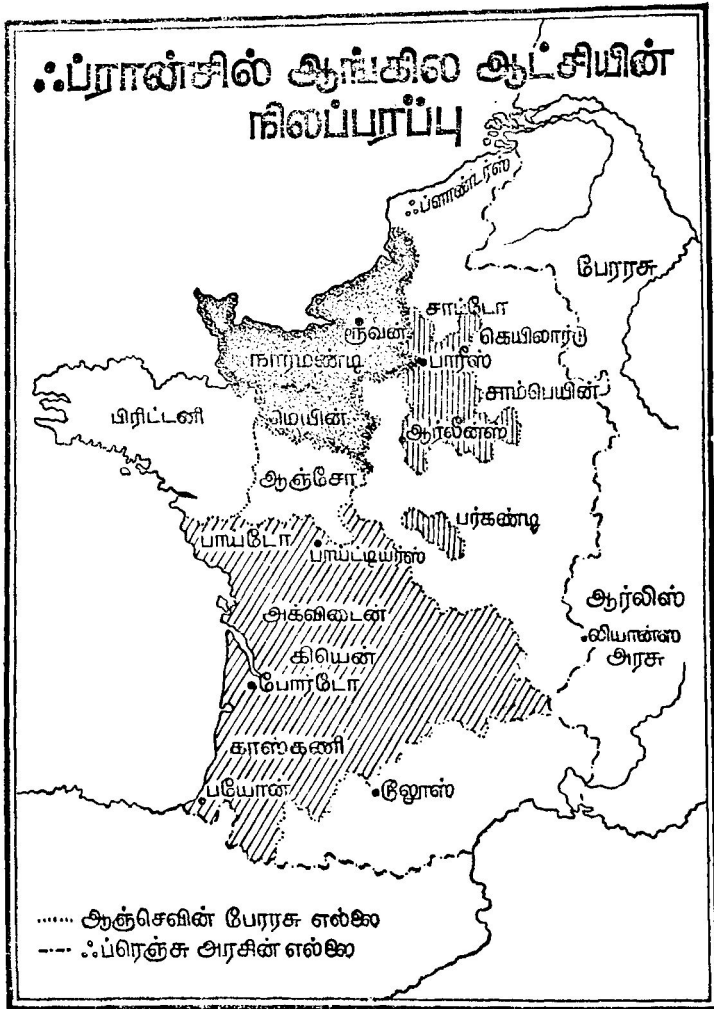 ஃப்ரான்சில் ஆங்கில ஆட்சியின்
நிலப்பரப்பு
ஃப்ளாண்டர்ஸ்
பேரரசு
சாட்டோ
கெயிலார்டு
ரூவன்
நார்மண்டி
பாரீஸ்
சாம்பெயின்
பிரிட்டனி
மெயின்
ஆர்லீன்ஸ்
ஆஞ்சோ
பர்கண்டி
பாய்டோ
பாய்ட்டியர்ஸ்
ஆர்லிஸ்
லியான்ஸ்
அரசு
அக்விடைன்
கியென்
போர்டோ
காஸ்கணி
பயோன்
டூலூஸ்
ஆஞ்செவின் பேரரசு எல்லை
ஃப்ரெஞ்சு அரசின் எல்லை